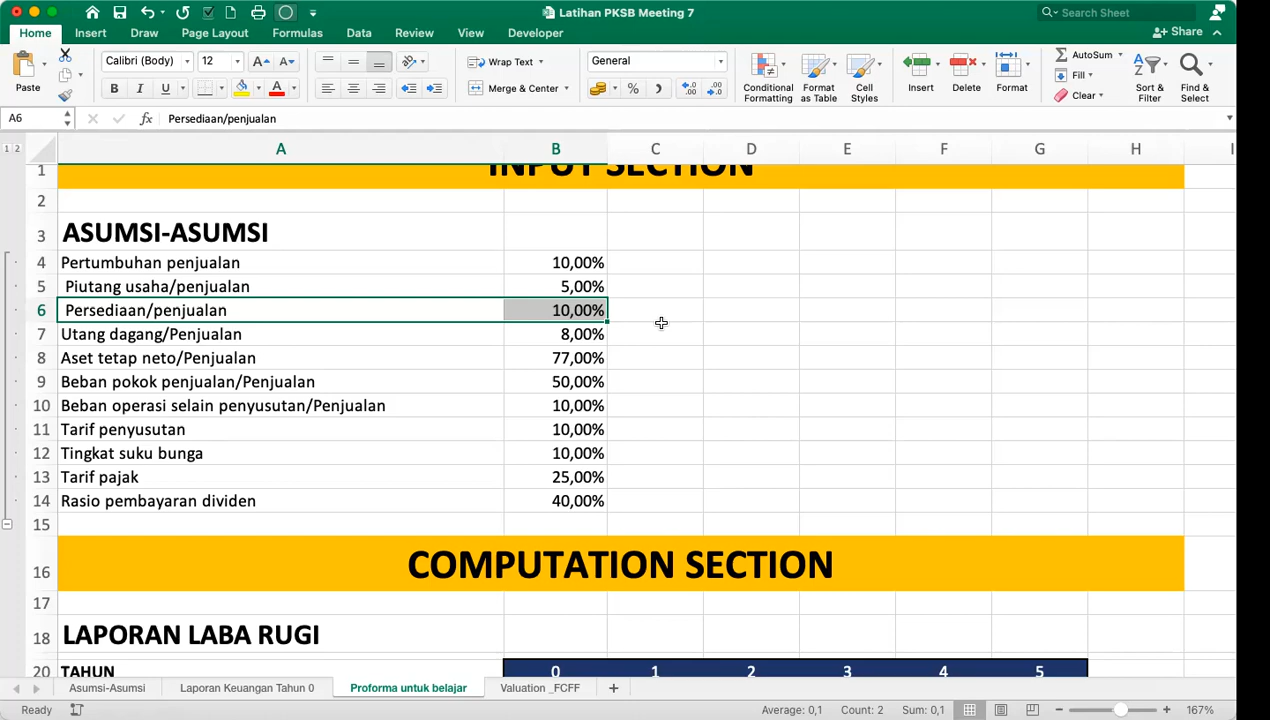 Latihan PKSB Meeting 7
Search Sheet
Home Insert Draw Page Layout Formulas Data Review View Developer
Share
Paste
Calibri (Body) 12
Wrap Text
Merge & Center
General
Conditional Formatting
Format as Table
Cell Styles
Insert
Delete
Format
AutoSum
Fill
Clear
Sort & Filter
Find & Select
A6 fx Persediaan/penjualan
1 2 A B C D E F G H I
1 INPUT SECTION
2
3 ASUMSI-ASUMSI
4 Pertumbuhan penjualan 10,00%
5 Piutang usaha/penjualan 5,00%
6 Persediaan/penjualan 10,00%
7 Utang dagang/Penjualan 8,00%
8 Aset tetap neto/Penjualan 77,00%
9 Beban pokok penjualan/Penjualan 50,00%
10 Beban operasi selain penyusutan/Penjualan 10,00%
11 Tarif penyusutan 10,00%
12 Tingkat suku bunga 10,00%
13 Tarif pajak 25,00%
14 Rasio pembayaran dividen 40,00%
15
16 COMPUTATION SECTION
17
18 LAPORAN LABA RUGI
20 TAHUN 0 1 2 3 4 5
Asumsi-Asumsi Laporan Keuangan Tahun 0 Proforma untuk belajar Valuation _FCFF
Ready Average: 0,1 Count: 2 Sum: 0,1 167%